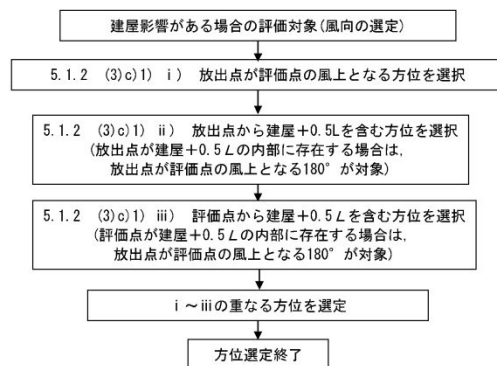 建屋影響がある場合の評価対象(風向の選定)
5.1.2 (3)c)1) ⅰ) 放出点が評価点の風上となる方位を選択
5.1.2 (3)c)1) ⅱ) 放出点から建屋+0.5Lを含む方位を選択
(放出点が建屋+0.5Lの内部に存在する場合は,
放出点が評価点の風上となる180°が対象)
5.1.2 (3)c)1) ⅲ) 評価点から建屋+0.5Lを含む方位を選択
(評価点が建屋+0.5Lの内部に存在する場合は,
放出点が評価点の風上となる180°が対象)
ⅰ~ⅲの重なる方位を選定
方位選定終了